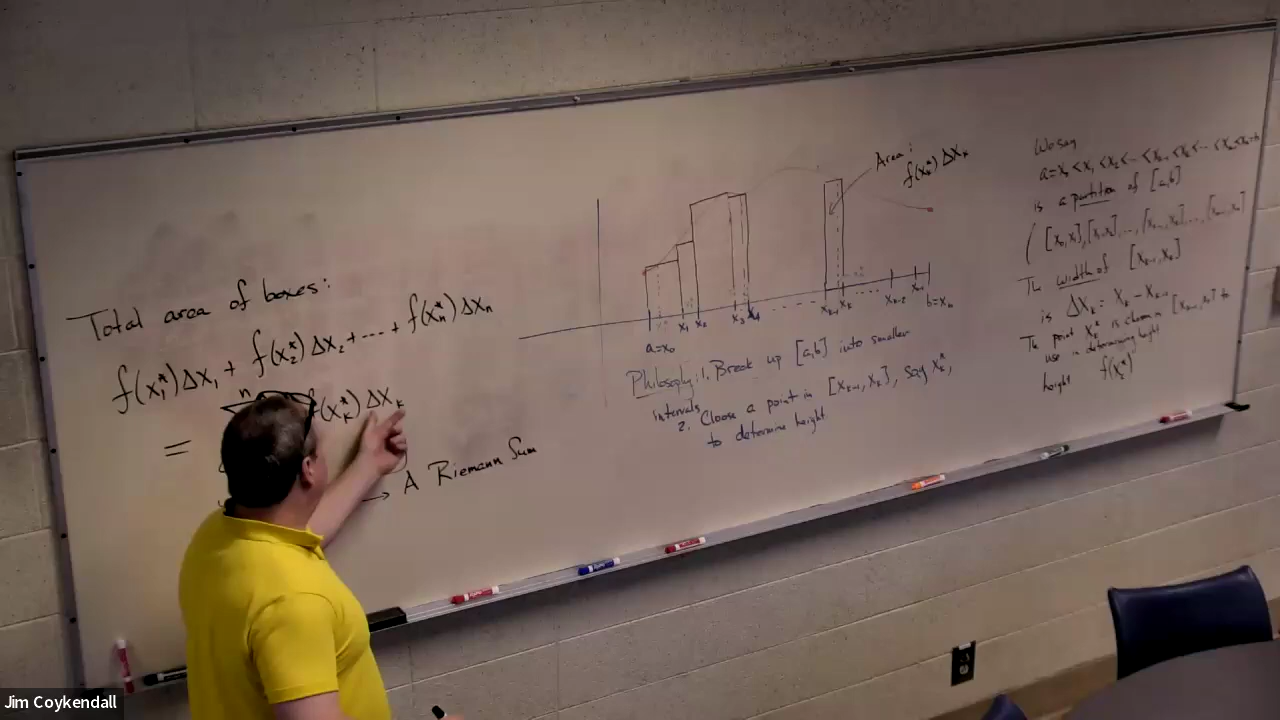 Total area of boxes:
f(x₁*)Δx₁ + f(x₂*)Δx₂ + ... + f(xₙ*)Δxₙ
= n f(xₖ*)Δxₖ
→ A Riemann Sum
Area:
f(xₖ*)Δxₖ
x₁ x₂ x₃ x₄ xₖ₋₁ xₖ xₙ₋₂ xₙ₋₁
a=x₀ b=xₙ
Philosophy: 1. Break up [a,b] into smaller
intervals
2. Choose a point in [xₖ₋₁, xₖ], say xₖ*,
to determine height
We say
a=x₀<x₁<x₂<...<xₖ₋₁<xₖ<...<xₙ₋₁<xₙ=b
is a partition of [a,b]
([x₀,x₁],[x₁,x₂],...,[xₖ₋₁,xₖ],...,[xₙ₋₁,xₙ]
The width of [xₖ₋₁,xₖ]
is Δxₖ = xₖ - xₖ₋₁
The point xₖ* is chosen in [xₖ₋₁,xₖ] to
use in determining height
height f(xₖ*)
Jim Coykendall